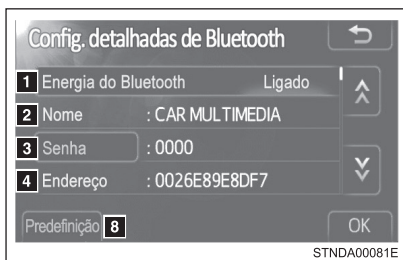 Config. detalhadas de Bluetooth
1 Energia do Bluetooth Ligado
2 Nome : CAR MULTIMEDIA
3 Senha : 0000
4 Endereço : 0026E89E8DF7
Predefinição 8 OK
STNDA00081E